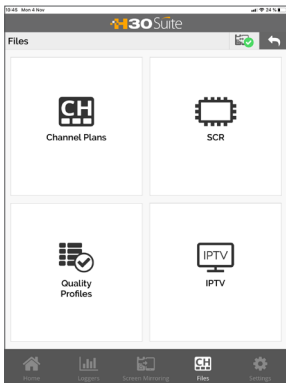 10:45 Mon 4 Nov 24 %
H30 Suite
Files
CH
Channel Plans
SCR
Quality
Profiles
IPTV
IPTV
CH
Home Loggers Screen Mirroring Files Settings